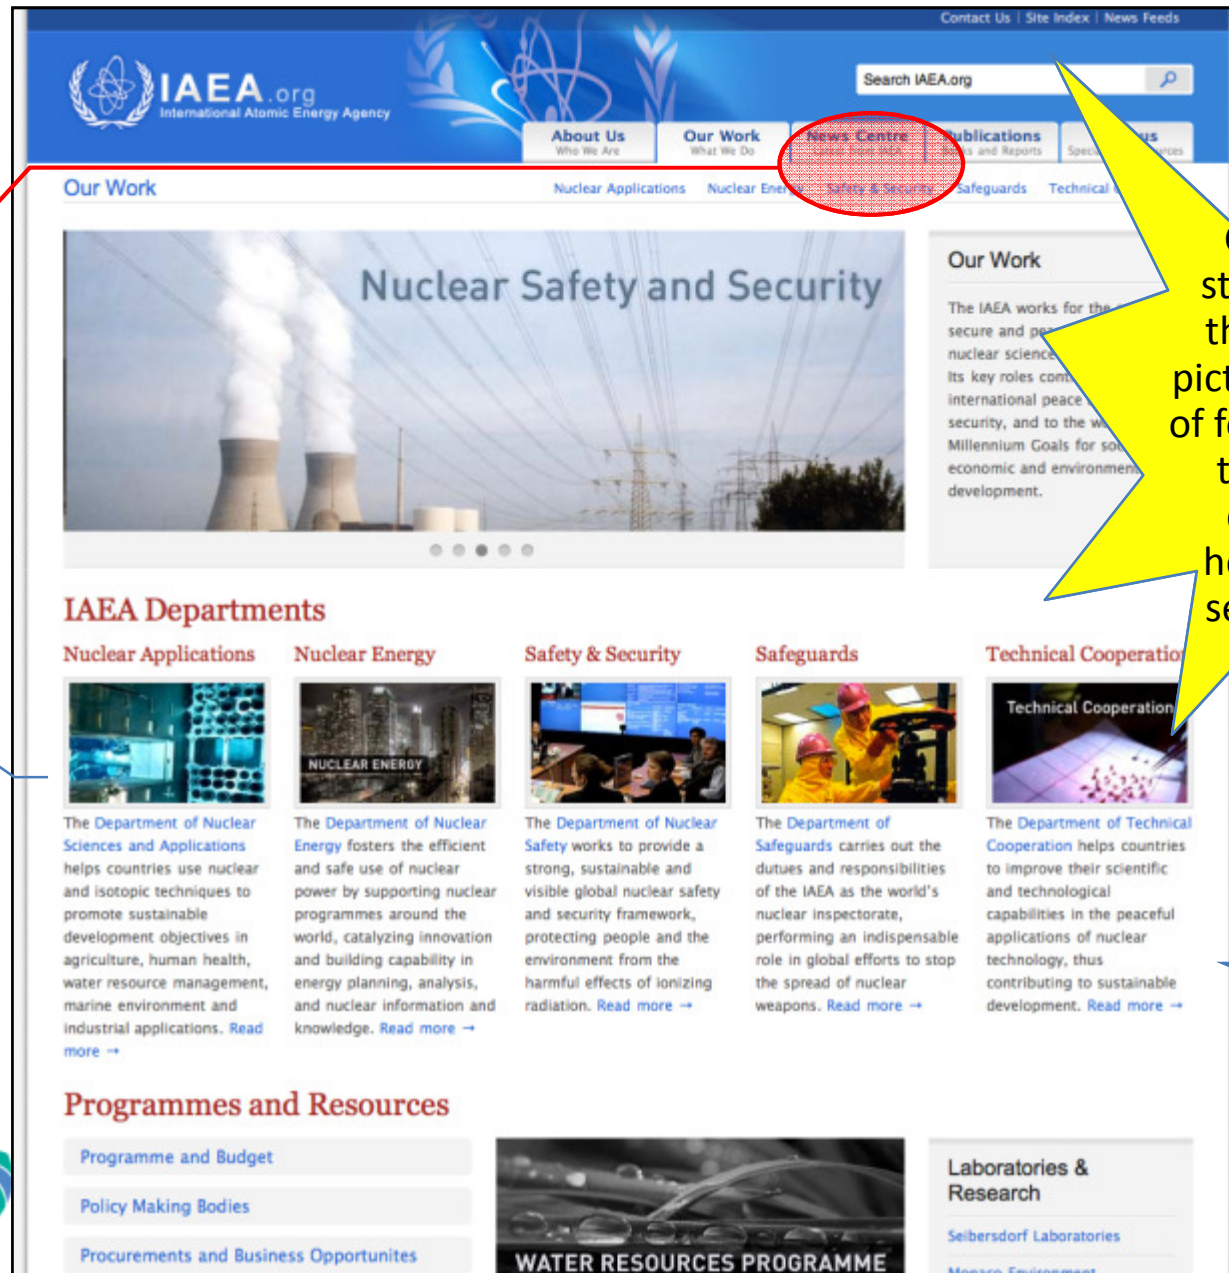 Contact Us | Site Index | News Feeds
IAEA.org
International Atomic Energy Agency
Search IAEA.org
About Us
Who We Are
Our Work
What We Do
News Centre
Publications
and Reports
Our Work
Nuclear Applications
Nuclear Energy
Safety & Security
Safeguards
Technical
Nuclear Safety and Security
Our Work
The IAEA works for the
secure and
nuclear science
Its key roles
international peace
security, and to the
Millennium Goals for
economic and
development.
of
IAEA Departments
Nuclear Applications
Nuclear Energy
Safety & Security
Safeguards
Technical Cooperation
NUCLEAR ENERGY
Technical Cooperation
The Department of Nuclear
Sciences and Applications
helps countries use nuclear
and isotopic techniques to
promote sustainable
development objectives in
agriculture, human health,
water resource management,
marine environment and
industrial applications. Read
more →
The Department of Nuclear
Energy fosters the efficient
and safe use of nuclear
power by supporting nuclear
programmes around the
world, catalyzing innovation
and building capability in
energy planning, analysis,
and nuclear information and
knowledge. Read more →
The Department of Nuclear
Safety works to provide a
strong, sustainable and
visible global nuclear safety
and security framework,
protecting people and the
environment from the
harmful effects of ionizing
radiation. Read more →
The Department of
Safeguards carries out the
dutues and responsibilities
of the IAEA as the world's
nuclear inspectorate,
performing an indispensable
role in global efforts to stop
the spread of nuclear
weapons. Read more →
The Department of Technical
Cooperation helps countries
to improve their scientific
and technological
capabilities in the peaceful
applications of nuclear
technology, thus
contributing to sustainable
development. Read more →
Programmes and Resources
Programme and Budget
Policy Making Bodies
Procurements and Business Opportunites
WATER RESOURCES PROGRAMME
Laboratories &
Research
Seibersdorf Laboratories
Monaco Environment